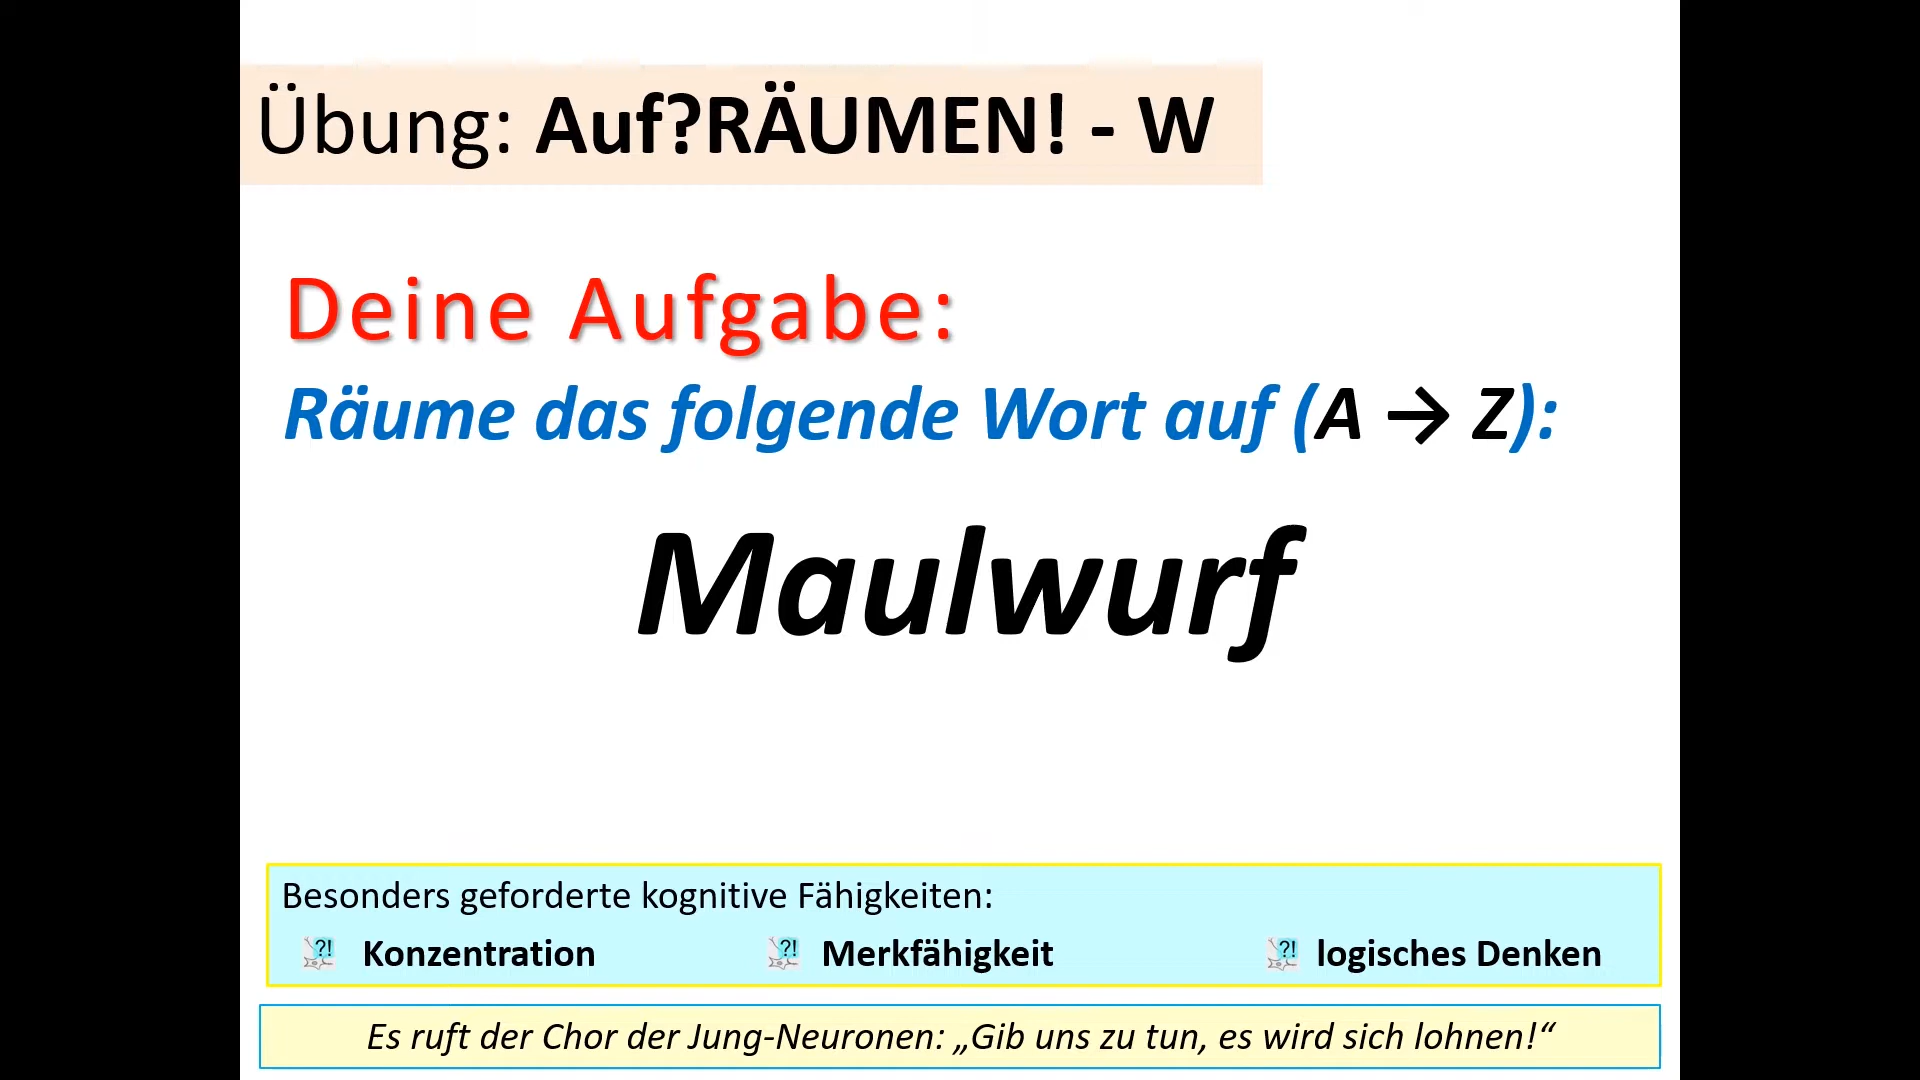 Übung: Auf?RÄUMEN! - W
Deine Aufgabe:
Räume das folgende Wort auf (A → Z):
Maulwurf
Besonders geforderte kognitive Fähigkeiten:
?! Konzentration ?! Merkfähigkeit ?! logisches Denken
Es ruft der Chor der Jung-Neuronen: „Gib uns zu tun, es wird sich lohnen!“